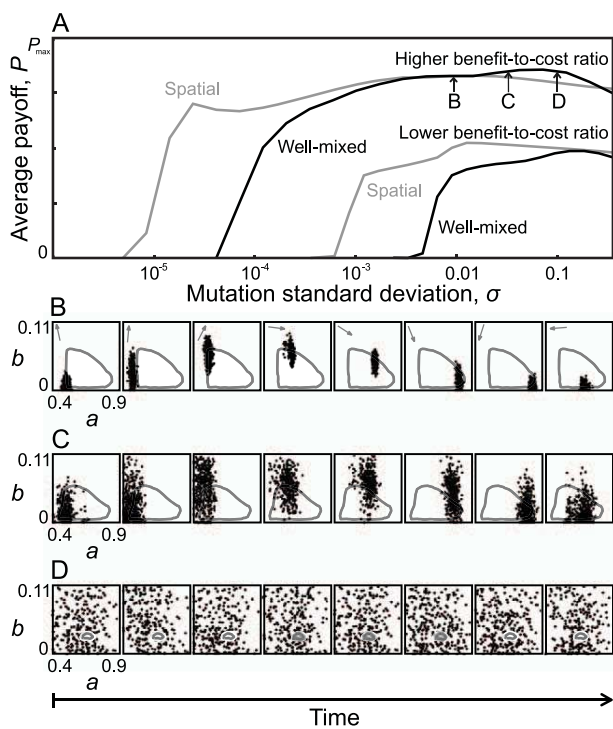 A
Average payoff, P
Pmax
0
Higher benefit-to-cost ratio
Spatial
B C D
Well-mixed
Lower benefit-to-cost ratio
Spatial
Well-mixed
10-5 10-4 10-3 0.01 0.1
Mutation standard deviation, σ
B
0.11
b
0
0.4 0.9
a
C
0.11
b
0
0.4 0.9
a
D
0.11
b
0
0.4 0.9
a
Time